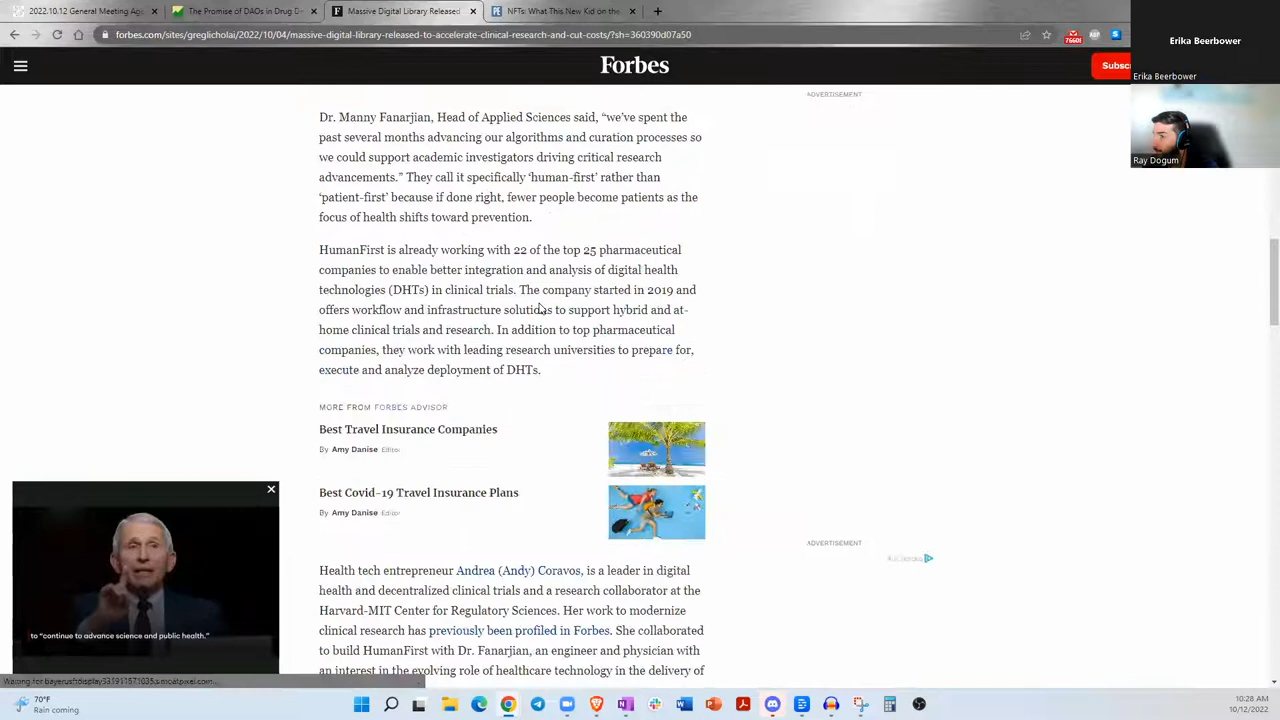 2022.10.12 General Meeting Age
The Promise of DAOs in Drug D
Massive Digital Library Released
NFTs: What This New Kid on the
forbes.com/sites/greglicholai/2022/10/04/massive-digital-library-released-to-accelerate-clinical-research-and-cut-costs/?sh=360390d07a50
ABP
Forbes
Subsc
Erika Beerbower
Erika Beerbower
Ray Dogum
ADVERTISEMENT
Dr. Manny Fanarjian, Head of Applied Sciences said, “we’ve spent the
past several months advancing our algorithms and curation processes so
we could support academic investigators driving critical research
advancements.” They call it specifically ‘human-first’ rather than
‘patient-first’ because if done right, fewer people become patients as the
focus of health shifts toward prevention.
HumanFirst is already working with 22 of the top 25 pharmaceutical
companies to enable better integration and analysis of digital health
technologies (DHTs) in clinical trials. The company started in 2019 and
offers workflow and infrastructure solutions to support hybrid and at-
home clinical trials and research. In addition to top pharmaceutical
companies, they work with leading research universities to prepare for,
execute and analyze deployment of DHTs.
MORE FROM FORBES ADVISOR
Best Travel Insurance Companies
By Amy Danise Editor
Best Covid-19 Travel Insurance Plans
By Amy Danise Editor
ADVERTISEMENT
Health tech entrepreneur Andrea (Andy) Coravos, is a leader in digital
health and decentralized clinical trials and a research collaborator at the
Harvard-MIT Center for Regulatory Sciences. Her work to modernize
clinical research has previously been profiled in Forbes. She collaborated
to build HumanFirst with Dr. Fanarjian, an engineer and physician with
an interest in the evolving role of healthcare technology in the delivery of
to “continue to advance science and public health.”
70°F
Rain coming
10:28 AM
10/12/2022